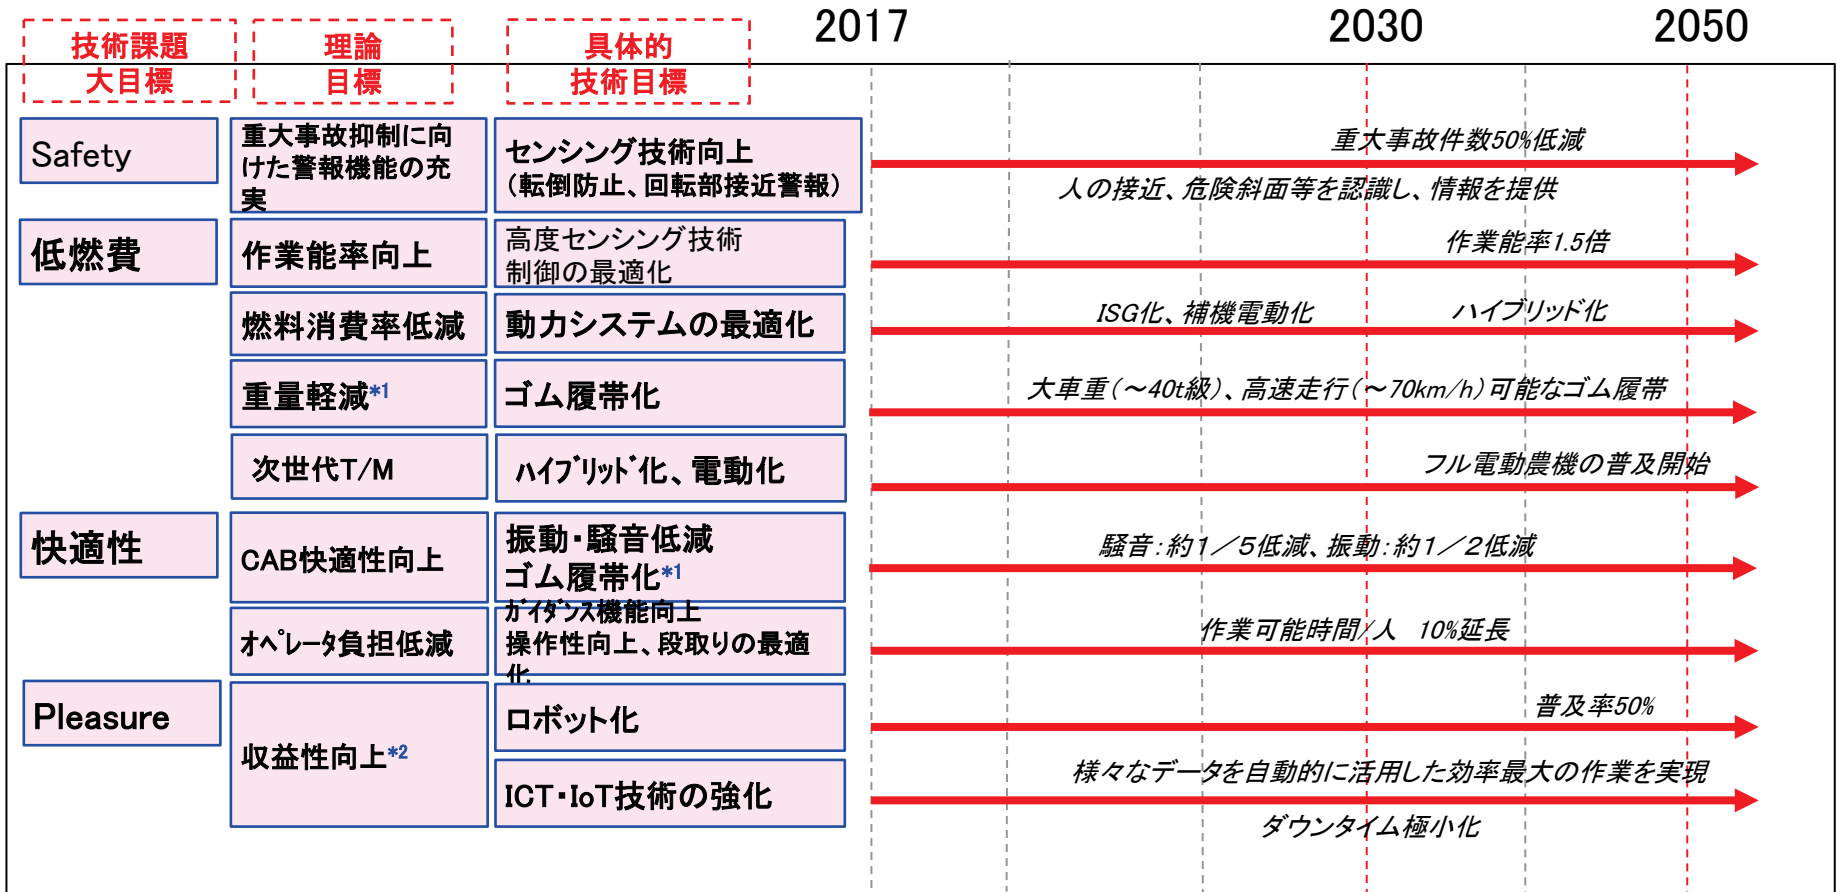 2017
2030
2050
技術課題
大目標
理論
目標
具体的
技術目標
Safety
重大事故抑制に向
けた警報機能の充
実
センシング技術向上
（転倒防止、回転部接近警報）
重大事故件数50%低減
人の接近、危険斜面等を認識し、情報を提供
低燃費
作業能率向上
高度センシング技術
制御の最適化
作業能率1.5倍
燃料消費率低減
動力システムの最適化
ISG化、補機電動化
ハイブリッド化
重量軽減*1
ゴム履帯化
大車重（～40t級）、高速走行（～70km/h）可能なゴム履帯
次世代T/M
ﾊｲﾌﾞﾘｯﾄﾞ化、電動化
フル電動農機の普及開始
快適性
CAB快適性向上
振動・騒音低減
ゴム履帯化*1
騒音：約１／５低減、振動：約１／２低減
ｵﾍﾟﾚｰﾀ負担低減
ｶﾞｲﾀﾞﾝｽ機能向上
操作性向上、段取りの最適
化
作業可能時間/人　10%延長
Pleasure
収益性向上*2
ロボット化
普及率50%
ICT・IoT技術の強化
様々なデータを自動的に活用した効率最大の作業を実現
ダウンタイム極小化